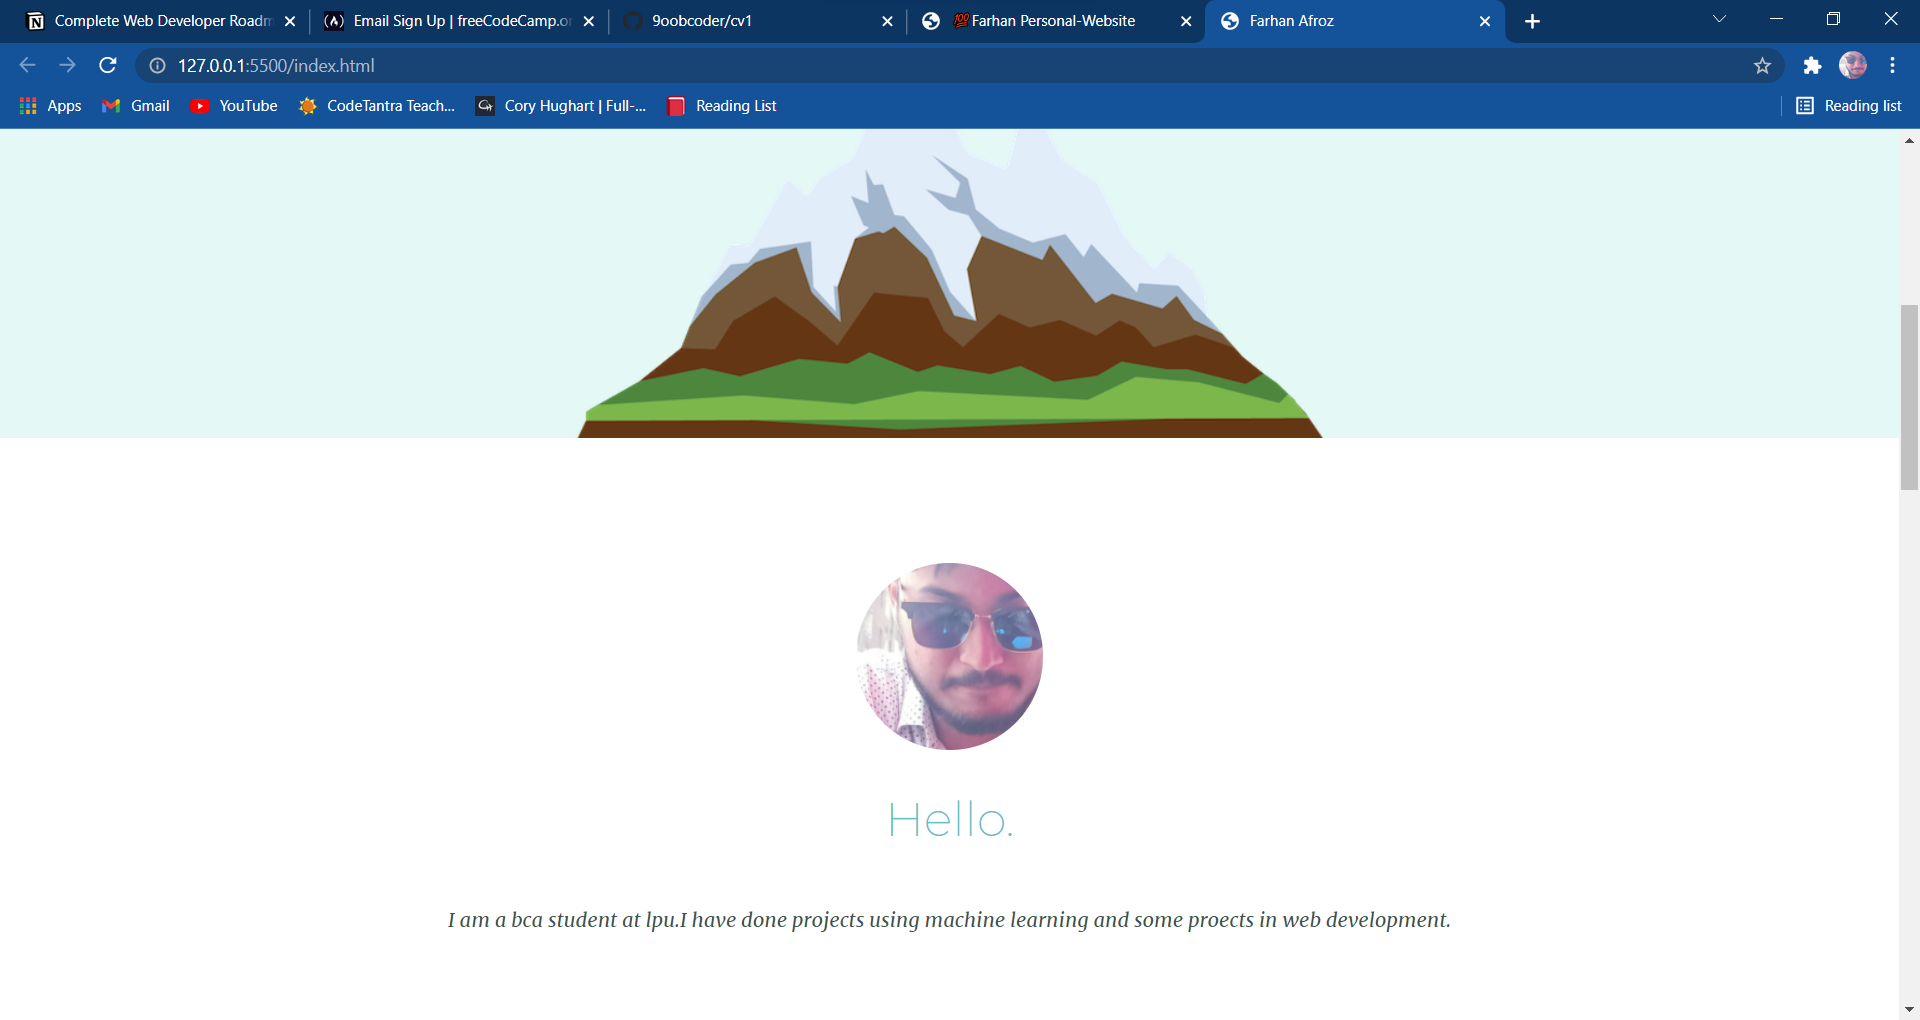 Complete Web Developer Roadm
Email Sign Up | freeCodeCamp.or
9oobcoder/cv1
💯Farhan Personal-Website
Farhan Afroz
127.0.0.1:5500/index.html
Apps
Gmail
YouTube
CodeTantra Teach...
Cory Hughart | Full-...
Reading List
Reading list
Hello.
I am a bca student at lpu.I have done projects using machine learning and some proects in web development.